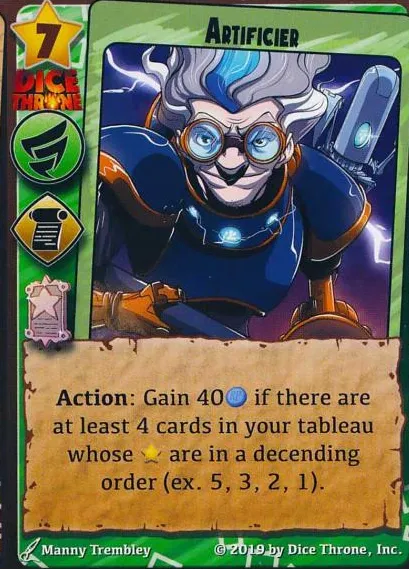 7
ARTIFICIER
DICE
THRONE
Action: Gain 40 if there are
at least 4 cards in your tableau
whose are in a decending
order (ex. 5, 3, 2, 1).
Manny Trembley © 2019 by Dice Throne, Inc.